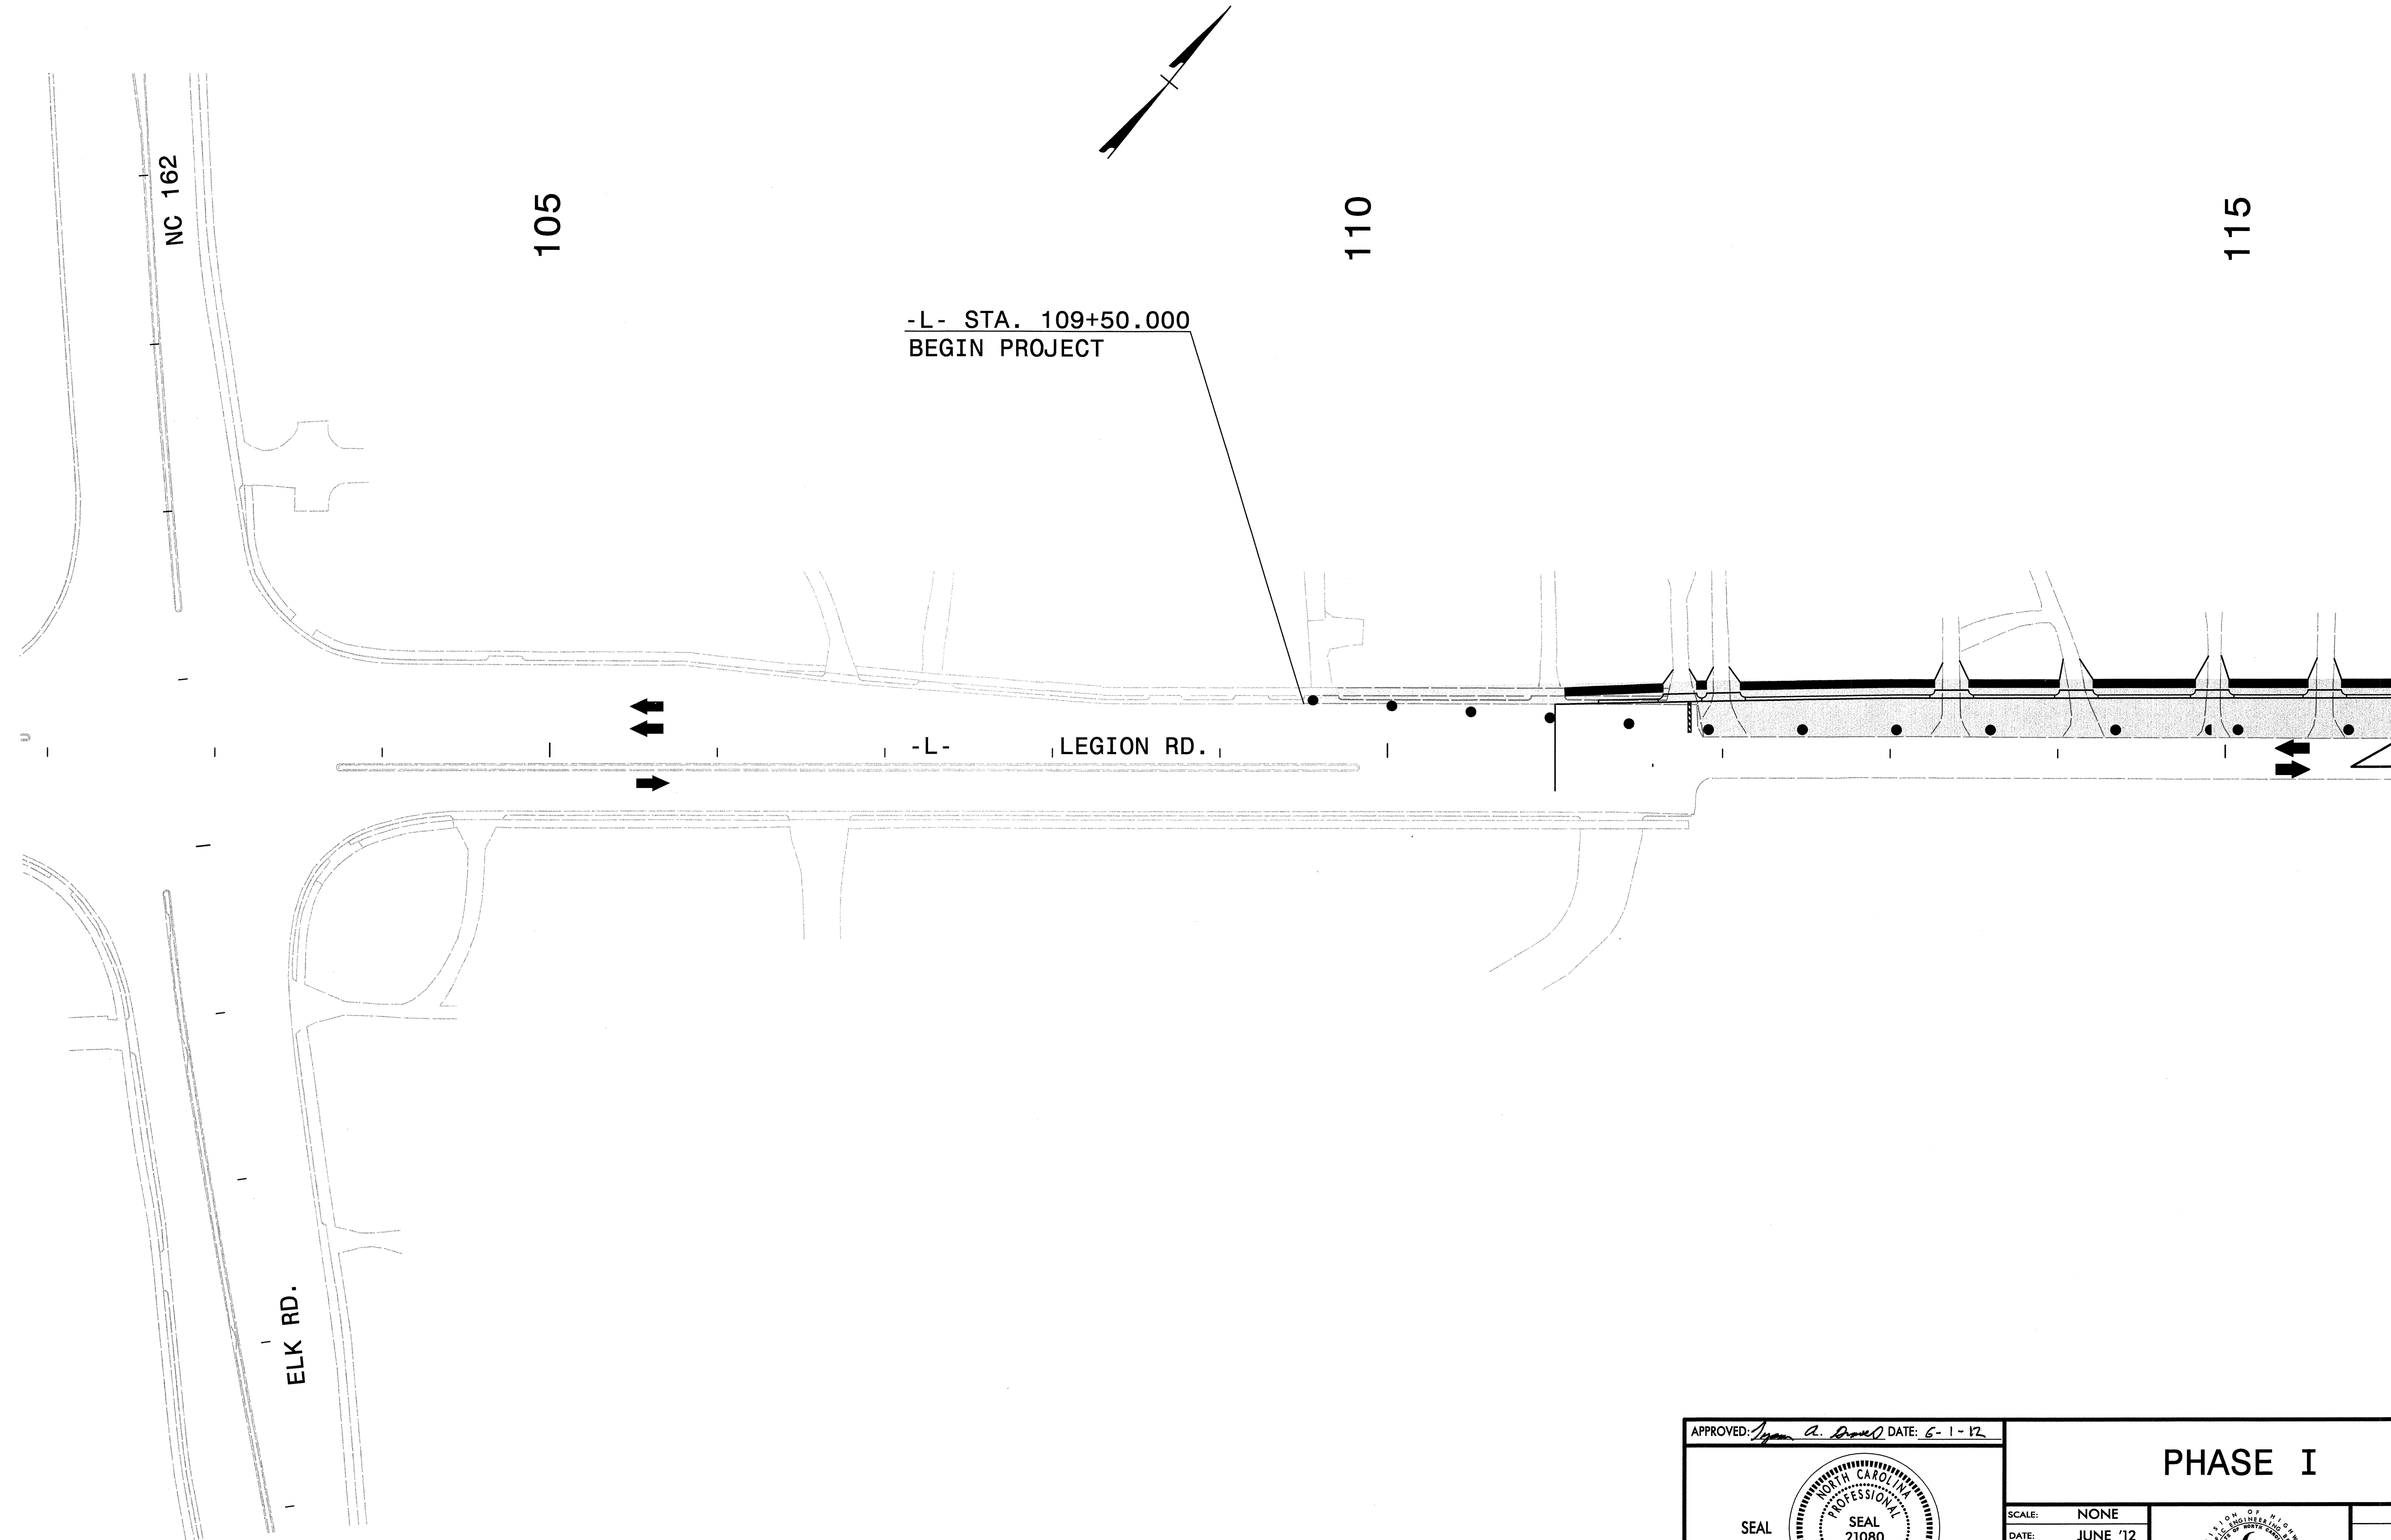 NC 162
105
110
115
-L- STA. 109+50.000
BEGIN PROJECT
-L-
LEGION RD.
ELK RD.
APPROVED: DATE: 6-1-12
PHASE I
NORTH CAROLINA
PROFESSIONAL
SEAL
SEAL
21080
SCALE: NONE
DATE: JUNE '12